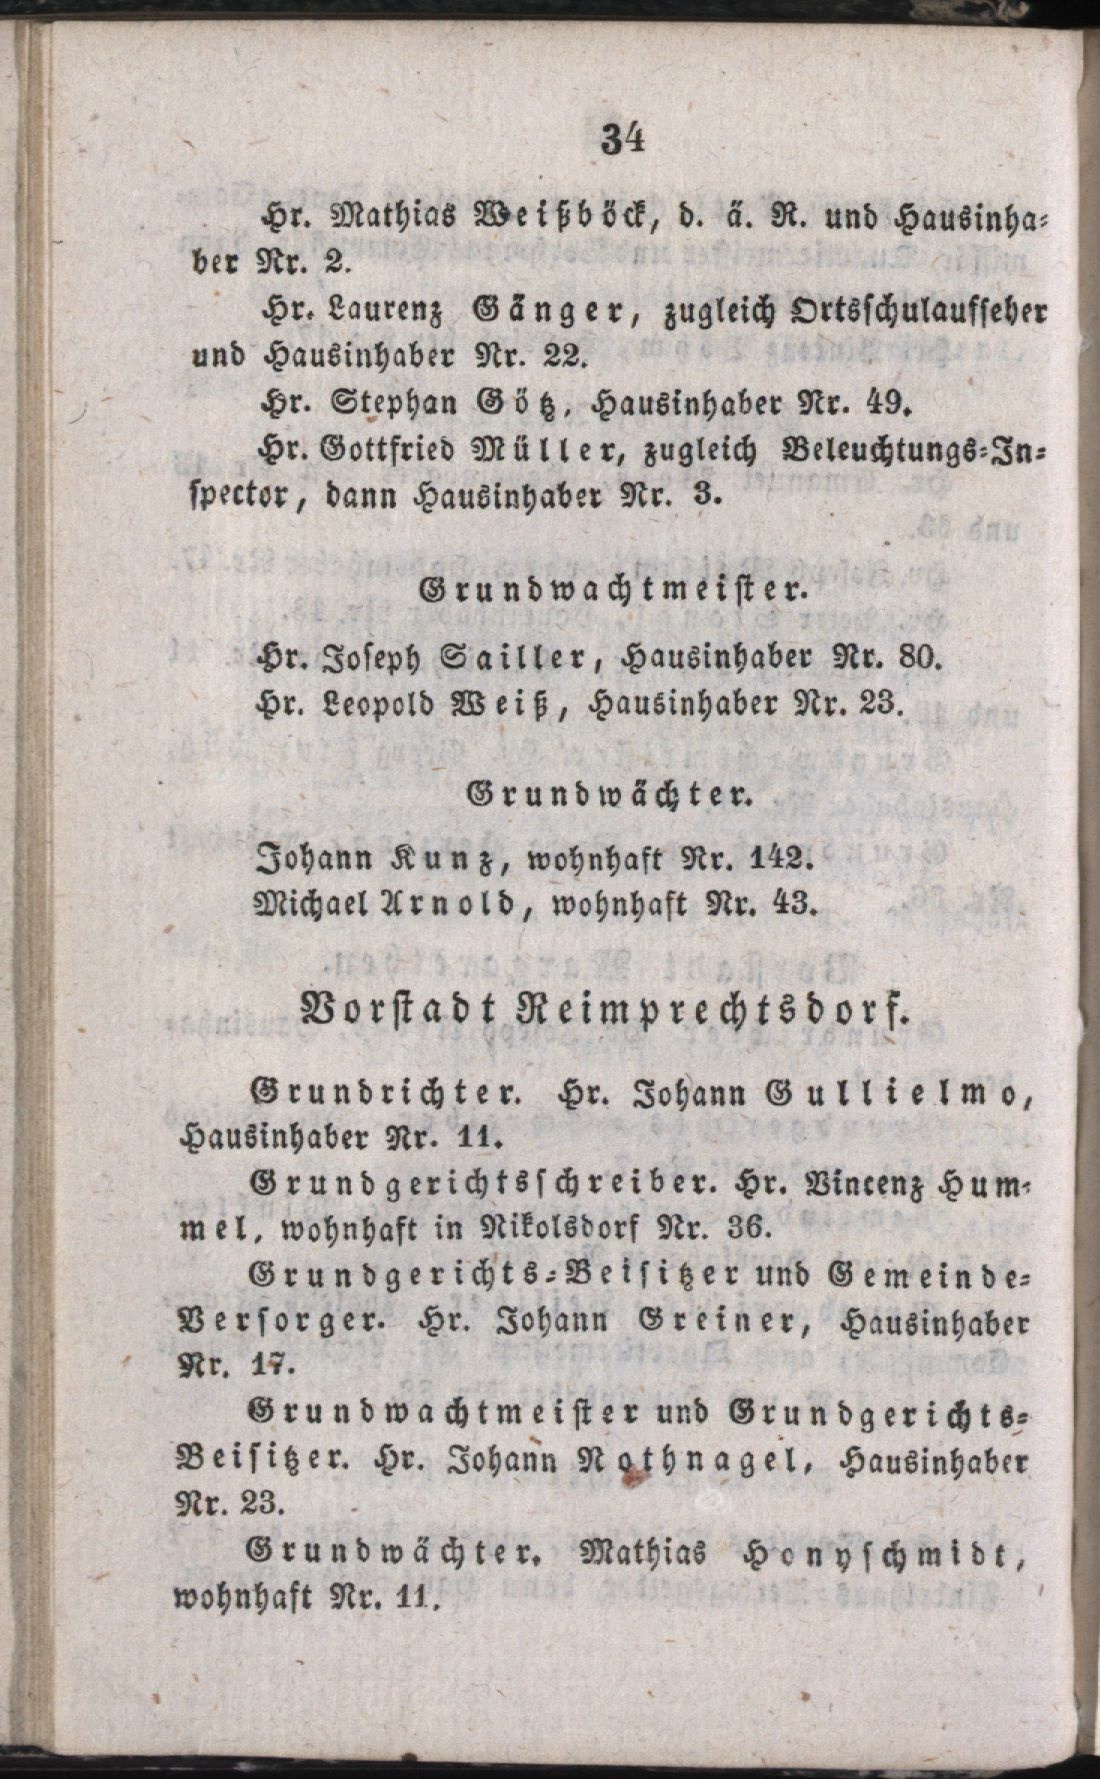 34
Hr. Mathias Weißböck, d. ä. R. und Hausinha-
ber Nr. 2.
Hr. Laurenz Gänger, zugleich Ortsschulaufseher
und Hausinhaber Nr. 22.
Hr. Stephan Götz, Hausinhaber Nr. 49.
Hr. Gottfried Müller, zugleich Beleuchtungs-In-
spector, dann Hausinhaber Nr. 3.
Grundwachtmeister.
Hr. Joseph Sailler, Hausinhaber Nr. 80.
Hr. Leopold Weiß, Hausinhaber Nr. 23.
Grundwächter.
Johann Kunz, wohnhaft Nr. 142.
Michael Arnold, wohnhaft Nr. 43.
Vorstadt Reimprechtsdorf.
Grundrichter. Hr. Johann Gullielmo,
Hausinhaber Nr. 11.
Grundgerichtsschreiber. Hr. Vincenz Hum-
mel, wohnhaft in Nikolsdorf Nr. 36.
Grundgerichts-Beisitzer und Gemeinde-
Versorger. Hr. Johann Greiner, Hausinhaber
Nr. 17.
Grundwachtmeister und Grundgerichts-
Beisitzer. Hr. Johann Nothnagel, Hausinhaber
Nr. 23.
Grundwächter. Mathias Honyschmidt,
wohnhaft Nr. 11.